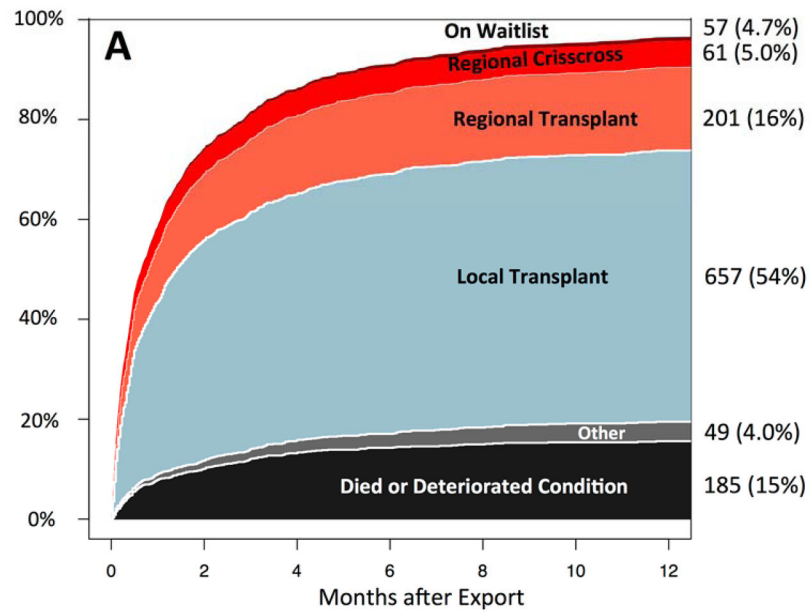 A
100%
80%
60%
40%
20%
0%
On Waitlist
Regional Crisscross
Regional Transplant
Local Transplant
Other
Died or Deteriorated Condition
57 (4.7%)
61 (5.0%)
201 (16%)
657 (54%)
49 (4.0%)
185 (15%)
0 2 4 6 8 10 12
Months after Export